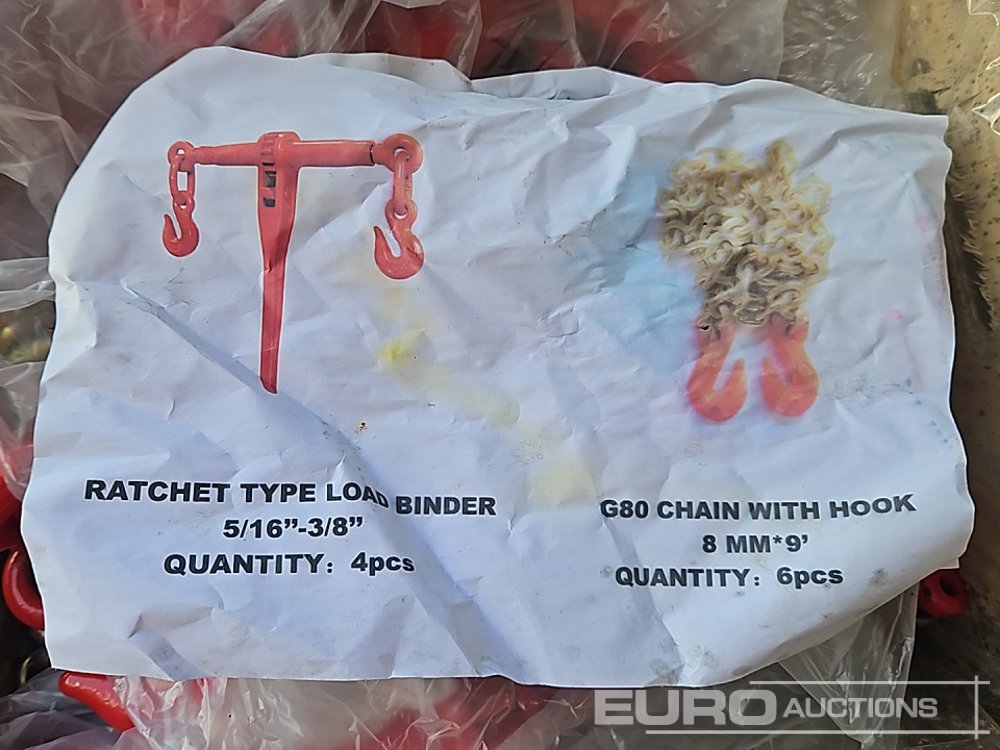 RATCHET TYPE LOAD BINDER
5/16”-3/8”
QUANTITY: 4pcs
G80 CHAIN WITH HOOK
8 MM*9’
QUANTITY: 6pcs
EURO AUCTIONS